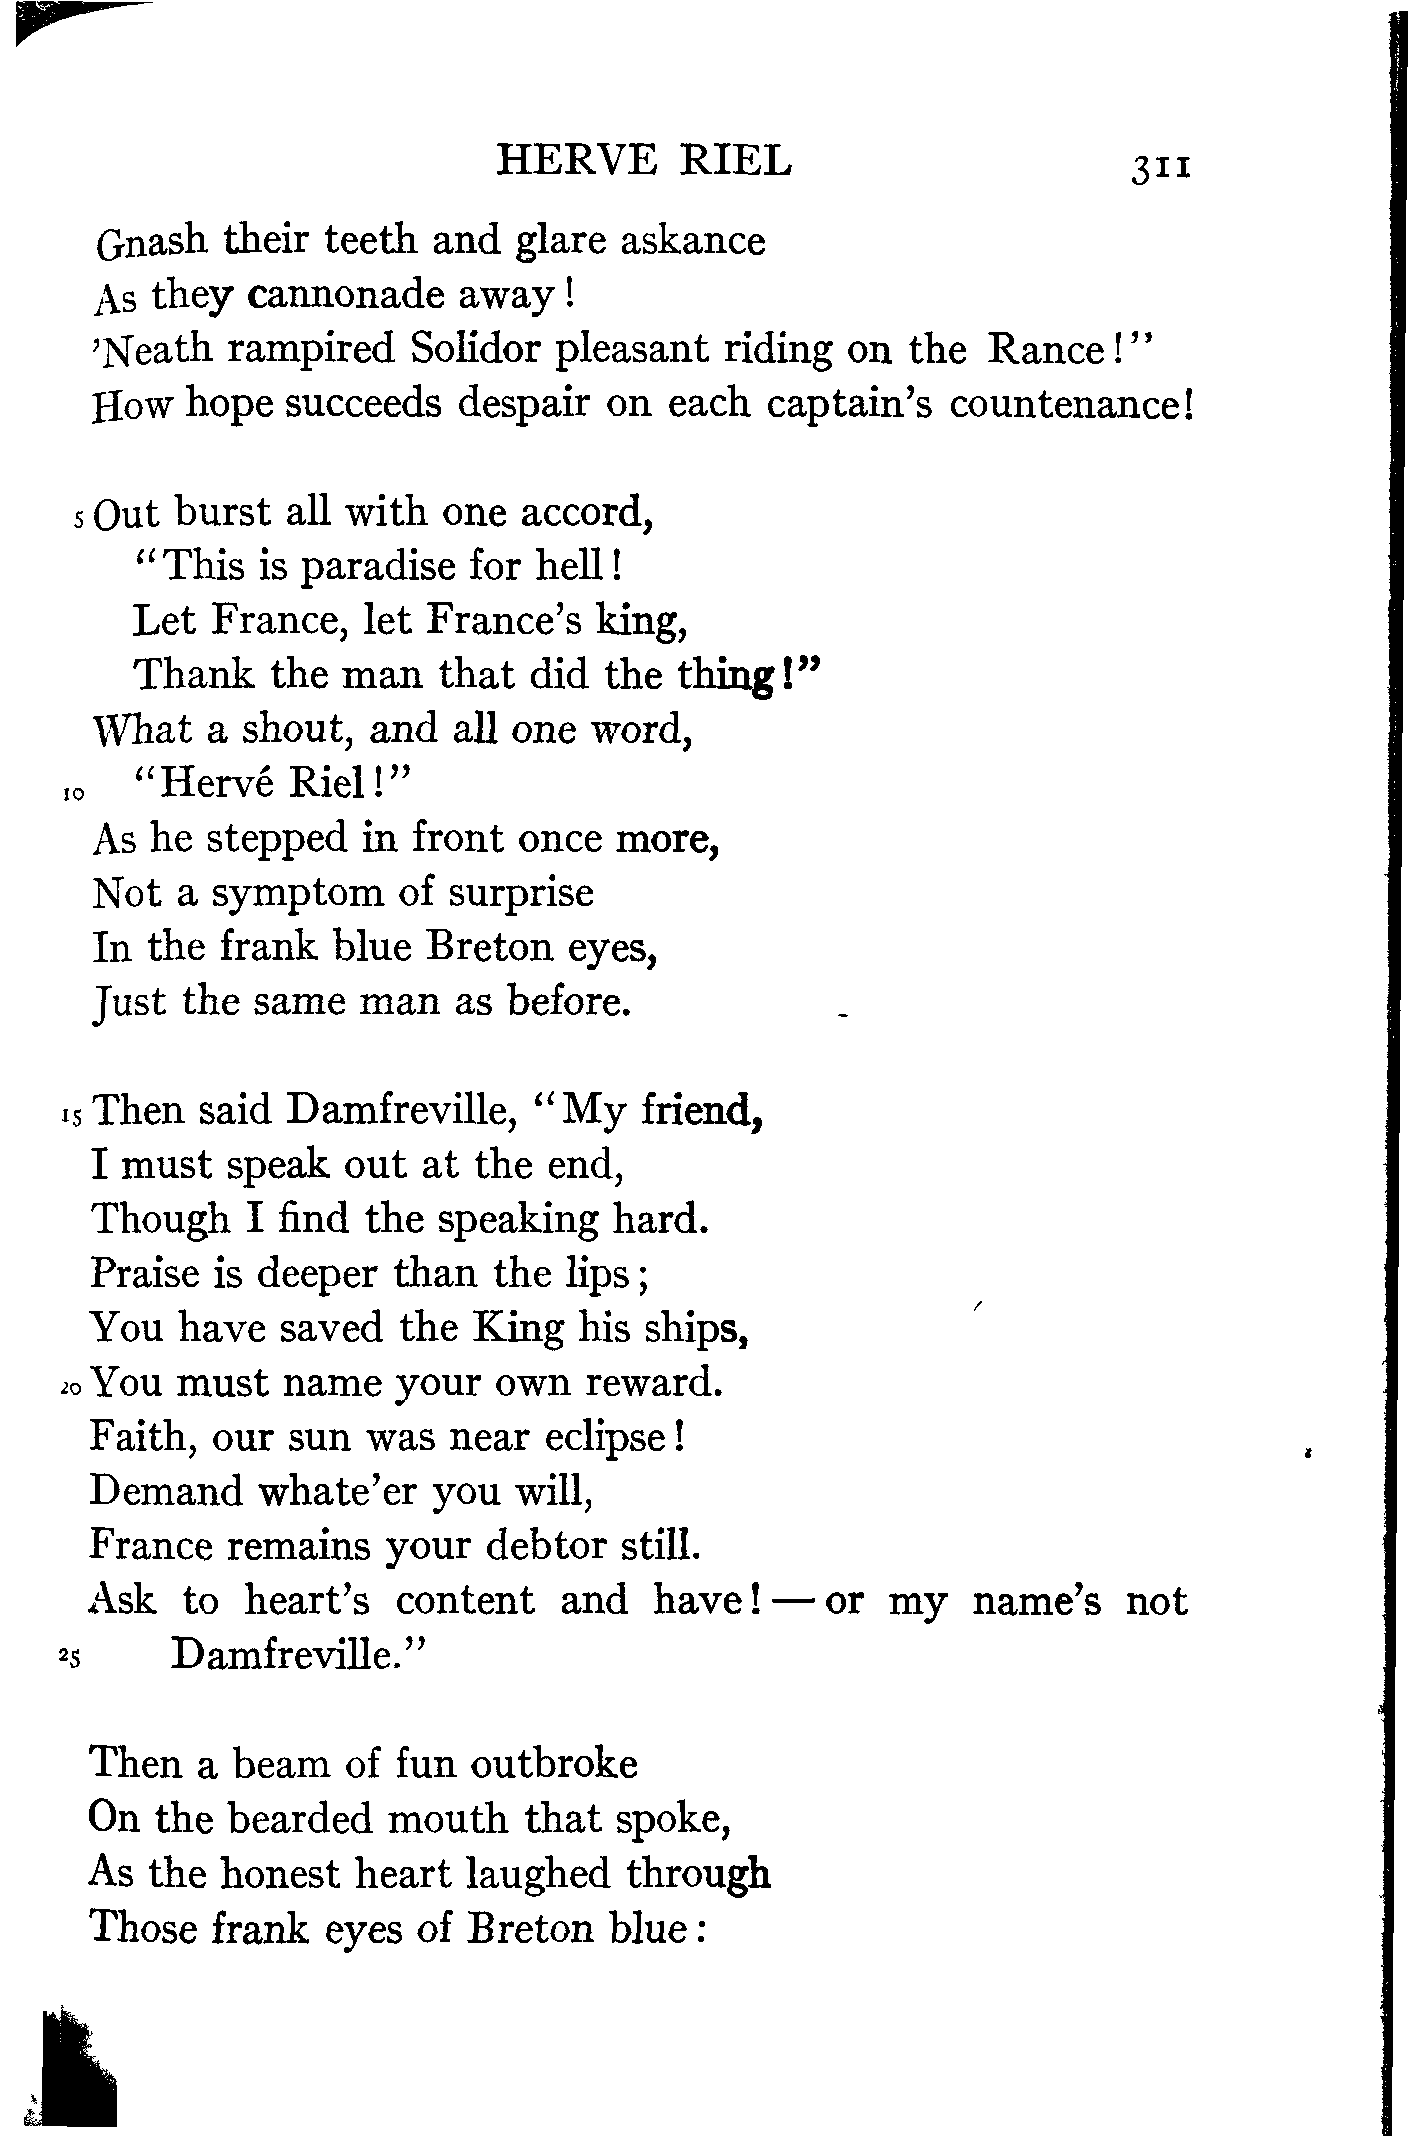 HERVE RIEL 311
Gnash their teeth and glare askance
As they cannonade away!
’Neath rampired Solidor pleasant riding on the Rance!”
How hope succeeds despair on each captain’s countenance!
5 Out burst all with one accord,
“This is paradise for hell!
Let France, let France’s king,
Thank the man that did the thing!”
What a shout, and all one word,
10 “Hervé Riel!”
As he stepped in front once more,
Not a symptom of surprise
In the frank blue Breton eyes,
Just the same man as before.
15 Then said Damfreville, “My friend,
I must speak out at the end,
Though I find the speaking hard.
Praise is deeper than the lips;
You have saved the King his ships,
20 You must name your own reward.
Faith, our sun was near eclipse!
Demand whate’er you will,
France remains your debtor still.
Ask to heart’s content and have!—or my name’s not
25 Damfreville.”
Then a beam of fun outbroke
On the bearded mouth that spoke,
As the honest heart laughed through
Those frank eyes of Breton blue: